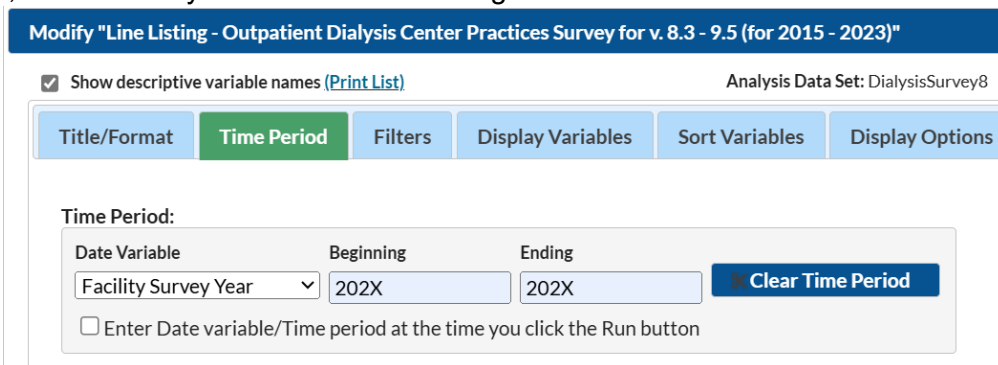 Modify "Line Listing - Outpatient Dialysis Center Practices Survey for v. 8.3 - 9.5 (for 2015 - 2023)"
Show descriptive variable names (Print List) Analysis Data Set: DialysisSurvey8
Title/Format Time Period Filters Display Variables Sort Variables Display Options
Time Period:
Date Variable Beginning Ending
Facility Survey Year 202X 202X Clear Time Period
Enter Date variable/Time period at the time you click the Run button